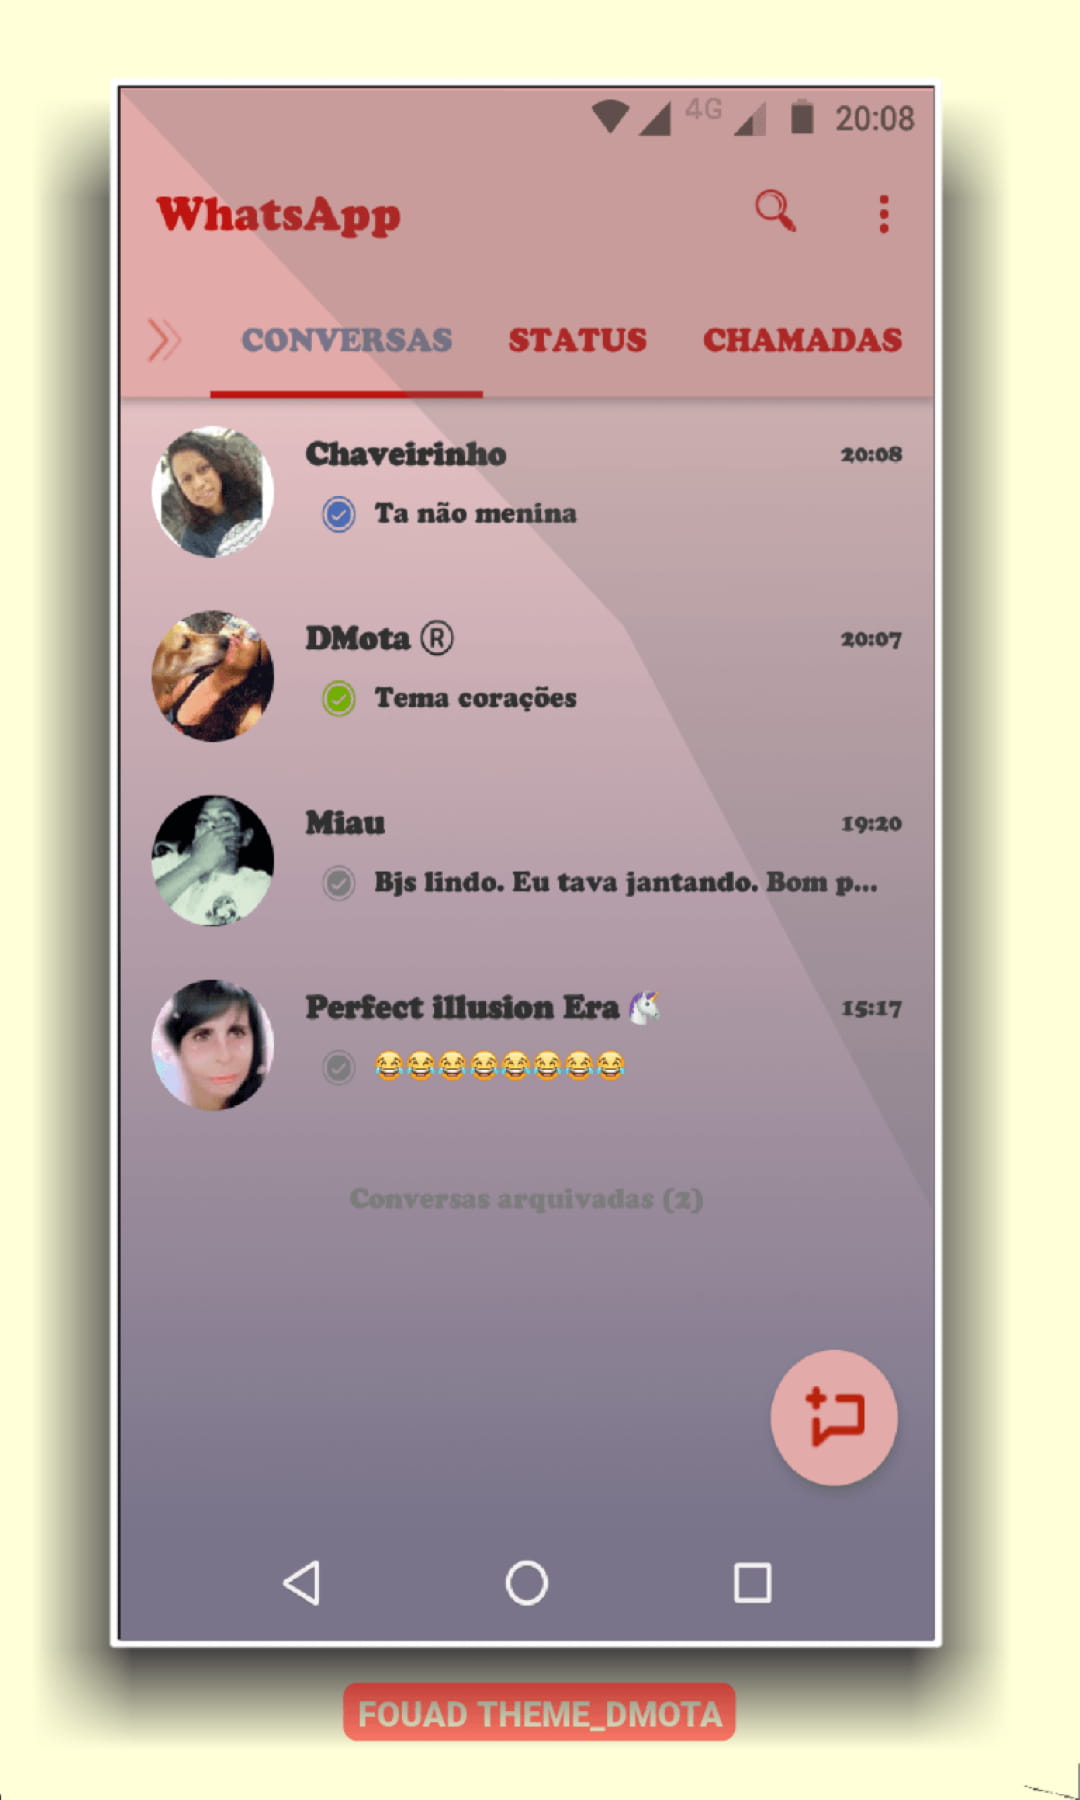 4G 20:08
WhatsApp
CONVERSAS STATUS CHAMADAS
Chaveirinho 20:08
Ta não menina
DMota ® 20:07
Tema corações
Miau 19:20
Bjs lindo. Eu tava jantando. Bom p...
Perfect illusion Era 🦄 15:17
😂😂😂😂😂😂😂😂
Conversas arquivadas (2)
FOUAD THEME_DMOTA